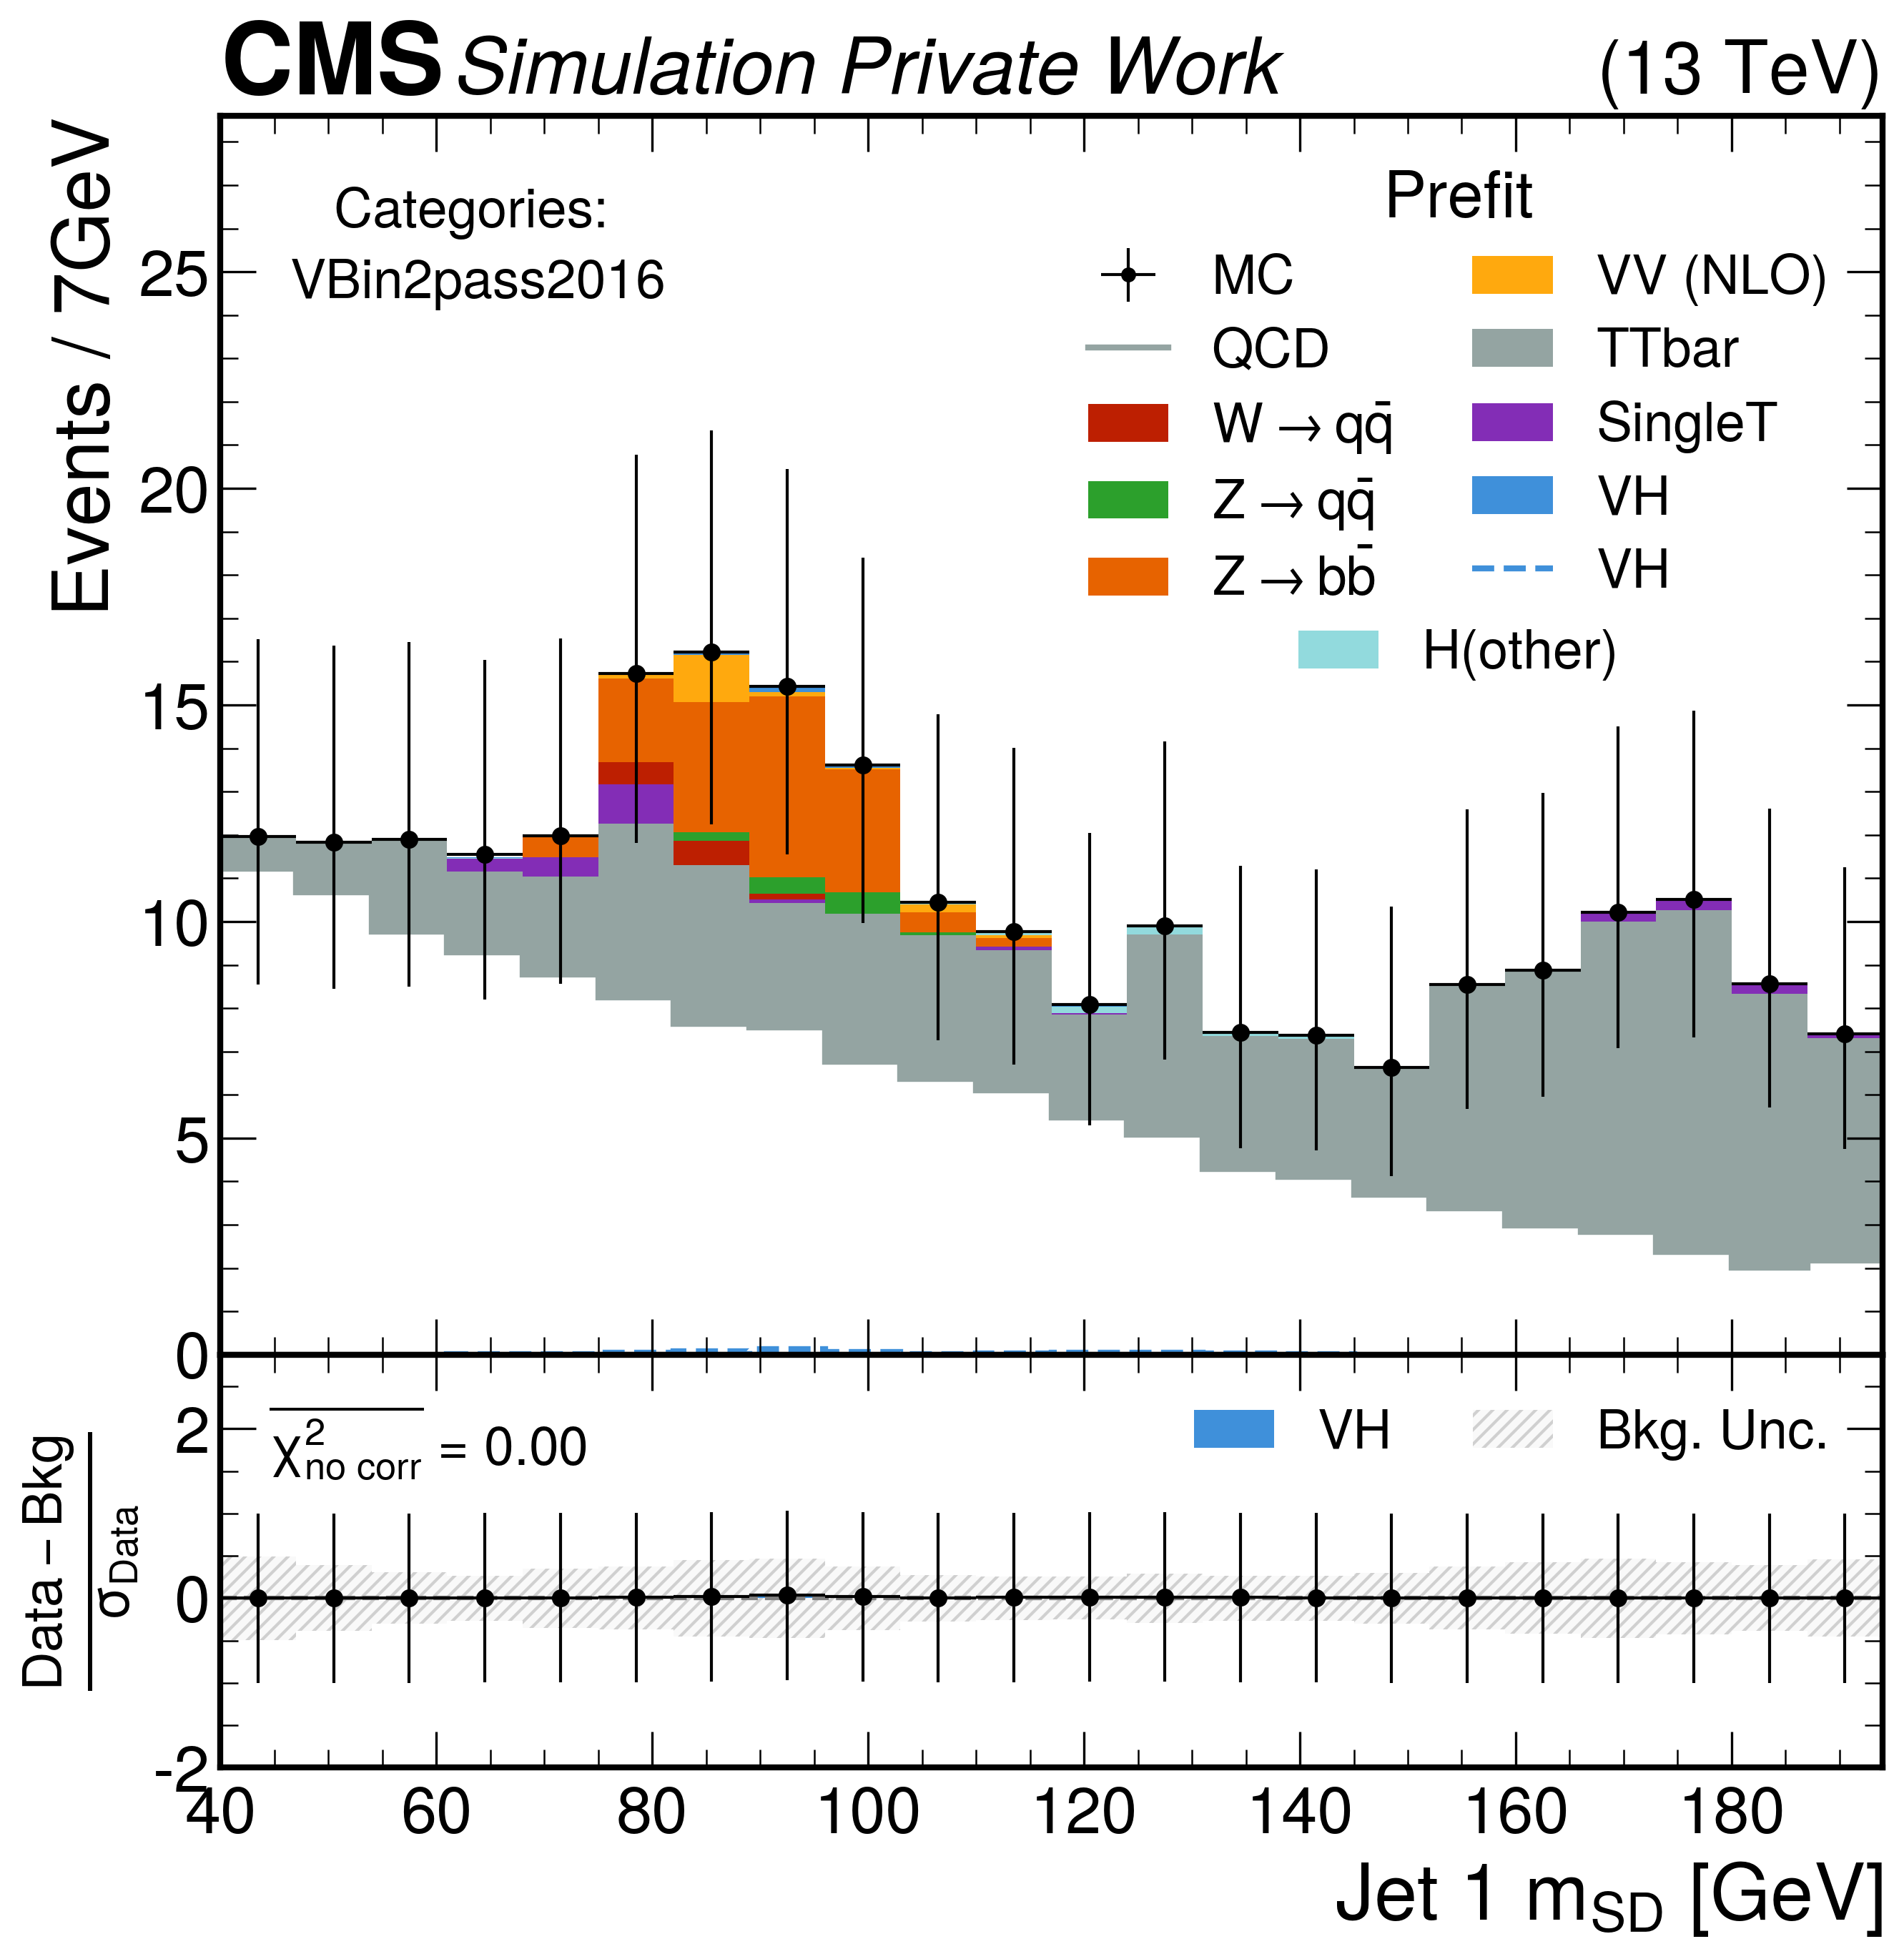 CMS Simulation Private Work (13 TeV)
Events / 7GeV
Categories:
VBin2pass2016
Prefit
MC
QCD
W → qq̄
Z → qq̄
Z → bb̄
VV (NLO)
TTbar
SingleT
VH
VH
H(other)
25
20
15
10
5
0
Data − Bkg
σData
χ²no corr = 0.00
VH
Bkg. Unc.
2
0
-2
40 60 80 100 120 140 160 180
Jet 1 mSD [GeV]